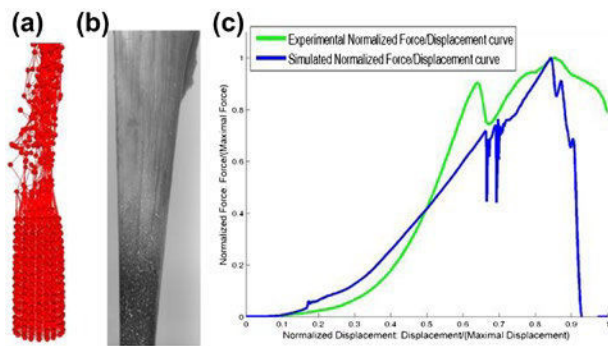 (a)
(b)
(c)
Experimental Normalized Force/Displacement curve
Simulated Normalized Force/Displacement curve
Normalized Force: Force/(Maximal Force)
1
0.8
0.6
0.4
0.2
0
0 0.1 0.2 0.3 0.4 0.5 0.6 0.7 0.8 0.9 1
Normalized Displacement: Displacement/(Maximal Displacement)